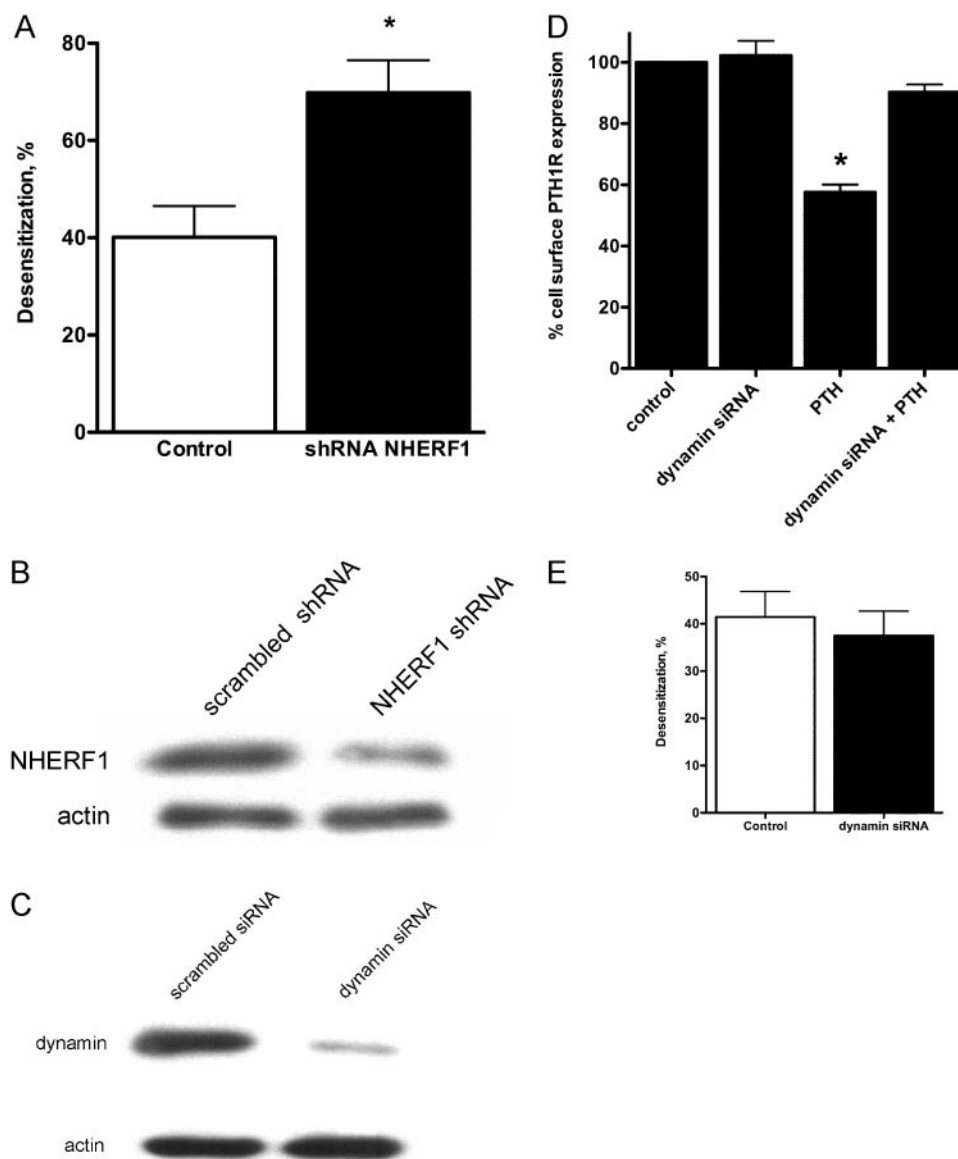 A
Desensitization, %
80
60
40
20
0
*
Control
shRNA NHERF1
B
scrambled shRNA
NHERF1 shRNA
NHERF1
actin
C
scrambled siRNA
dynamin siRNA
dynamin
actin
D
% cell surface PTH1R expression
100
80
60
40
20
0
*
control
dynamin siRNA
PTH
dynamin siRNA + PTH
E
Desensitization, %
50
40
30
20
10
0
Control
dynamin siRNA